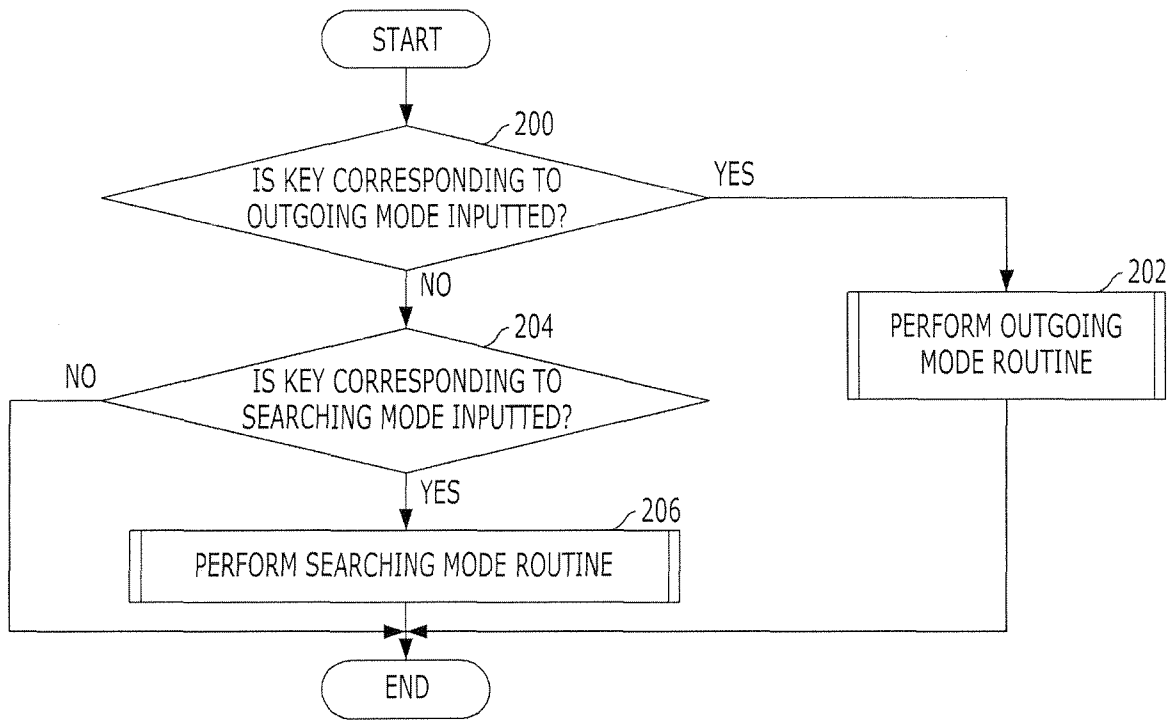 START
200
IS KEY CORRESPONDING TO
OUTGOING MODE INPUTTED?
YES
NO
202
PERFORM OUTGOING
MODE ROUTINE
204
IS KEY CORRESPONDING TO
SEARCHING MODE INPUTTED?
NO
YES
206
PERFORM SEARCHING MODE ROUTINE
END